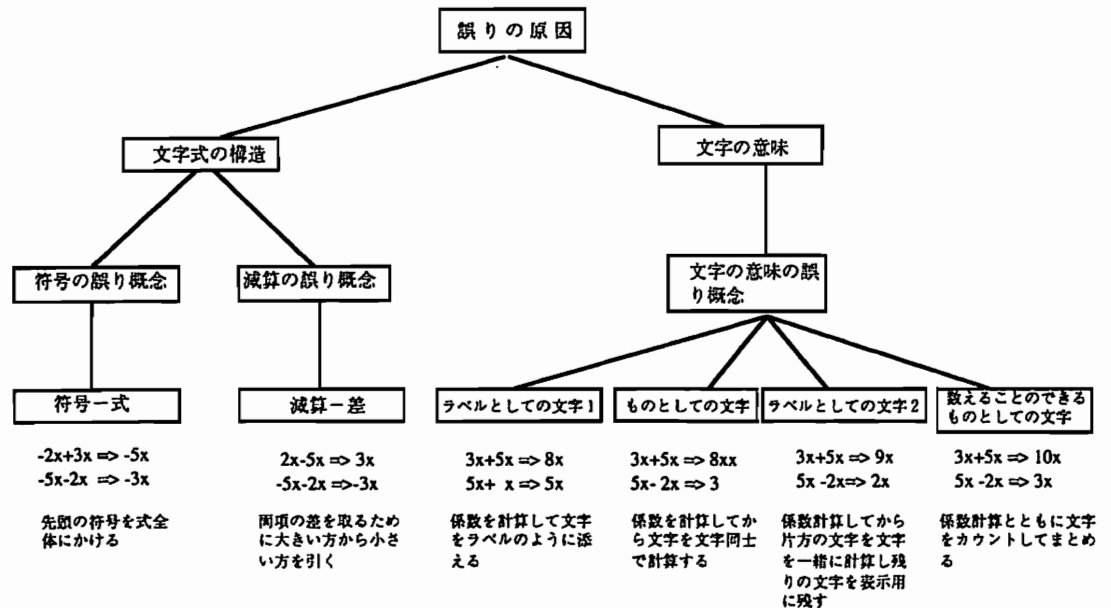 誤りの原因
文字式の構造
文字の意味
符号の誤り概念
減算の誤り概念
文字の意味の誤
り概念
符号ー式
減算ー差
ラベルとしての文字1
ものとしての文字
ラベルとしての文字2
数えることのできる
ものとしての文字
-2x+3x => -5x
-5x-2x => -3x
先頭の符号を式全
体にかける
2x-5x => 3x
-5x-2x =>-3x
両項の差を取るため
に大きい方から小さ
い方を引く
3x+5x => 8x
5x+ x => 5x
係数を計算して文字
をラベルのように添
える
3x+5x => 8xx
5x- 2x => 3
係数を計算してか
ら文字を文字同士
で計算する
3x+5x => 9x
5x -2x=> 2x
係数計算してから
片方の文字を文字
を一緒に計算し残
りの文字を表示用
に残す
3x+5x => 10x
5x -2x => 3x
係数計算とともに文字
をカウントしてまとめ
る